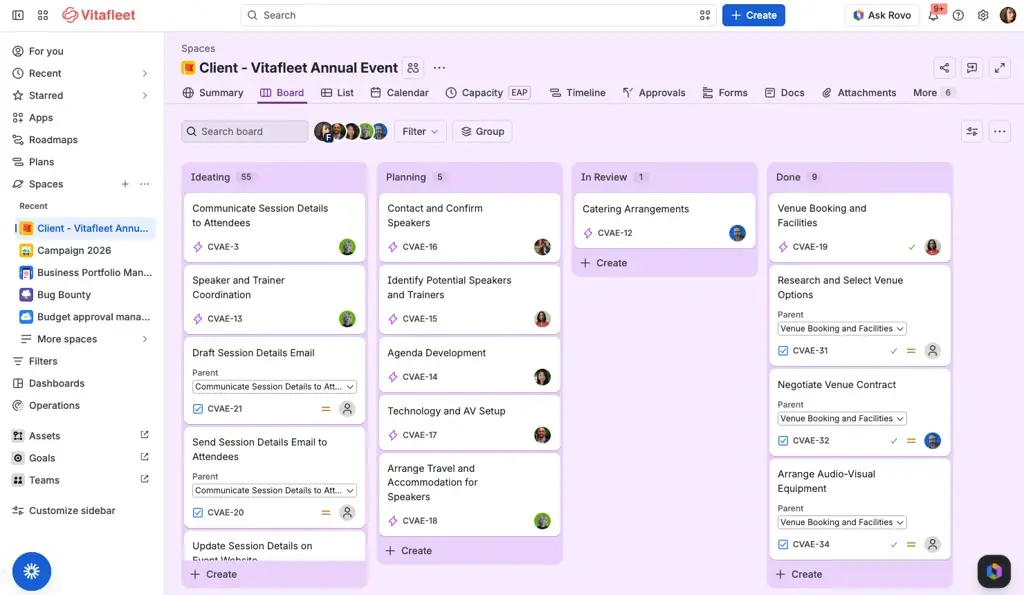 Vitafleet
Search
Create
Ask Rovo
9+
For you
Recent
Starred
Apps
Roadmaps
Plans
Spaces
Recent
Client - Vitafleet Annu...
Campaign 2026
Business Portfolio Man...
Bug Bounty
Budget approval mana...
More spaces
Filters
Dashboards
Operations
Assets
Goals
Teams
Customize sidebar
Spaces
Client - Vitafleet Annual Event
Summary
Board
List
Calendar
Capacity EAP
Timeline
Approvals
Forms
Docs
Attachments
More 6
Search board
F
Filter
Group
Ideating 55
Communicate Session Details
to Attendees
CVAE-3
Speaker and Trainer
Coordination
CVAE-13
Draft Session Details Email
Parent
Communicate Session Details to Att...
CVAE-21
Send Session Details Email to
Attendees
Parent
Communicate Session Details to Att...
CVAE-20
Update Session Details on
Event Website
Create
Planning 5
Contact and Confirm
Speakers
CVAE-16
Identify Potential Speakers
and Trainers
CVAE-15
Agenda Development
CVAE-14
Technology and AV Setup
CVAE-17
Arrange Travel and
Accommodation for
Speakers
CVAE-18
Create
In Review 1
Catering Arrangements
CVAE-12
Create
Done 9
Venue Booking and
Facilities
CVAE-19
Research and Select Venue
Options
Parent
Venue Booking and Facilities
CVAE-31
Negotiate Venue Contract
Parent
Venue Booking and Facilities
CVAE-32
Arrange Audio-Visual
Equipment
Parent
Venue Booking and Facilities
CVAE-34
Create